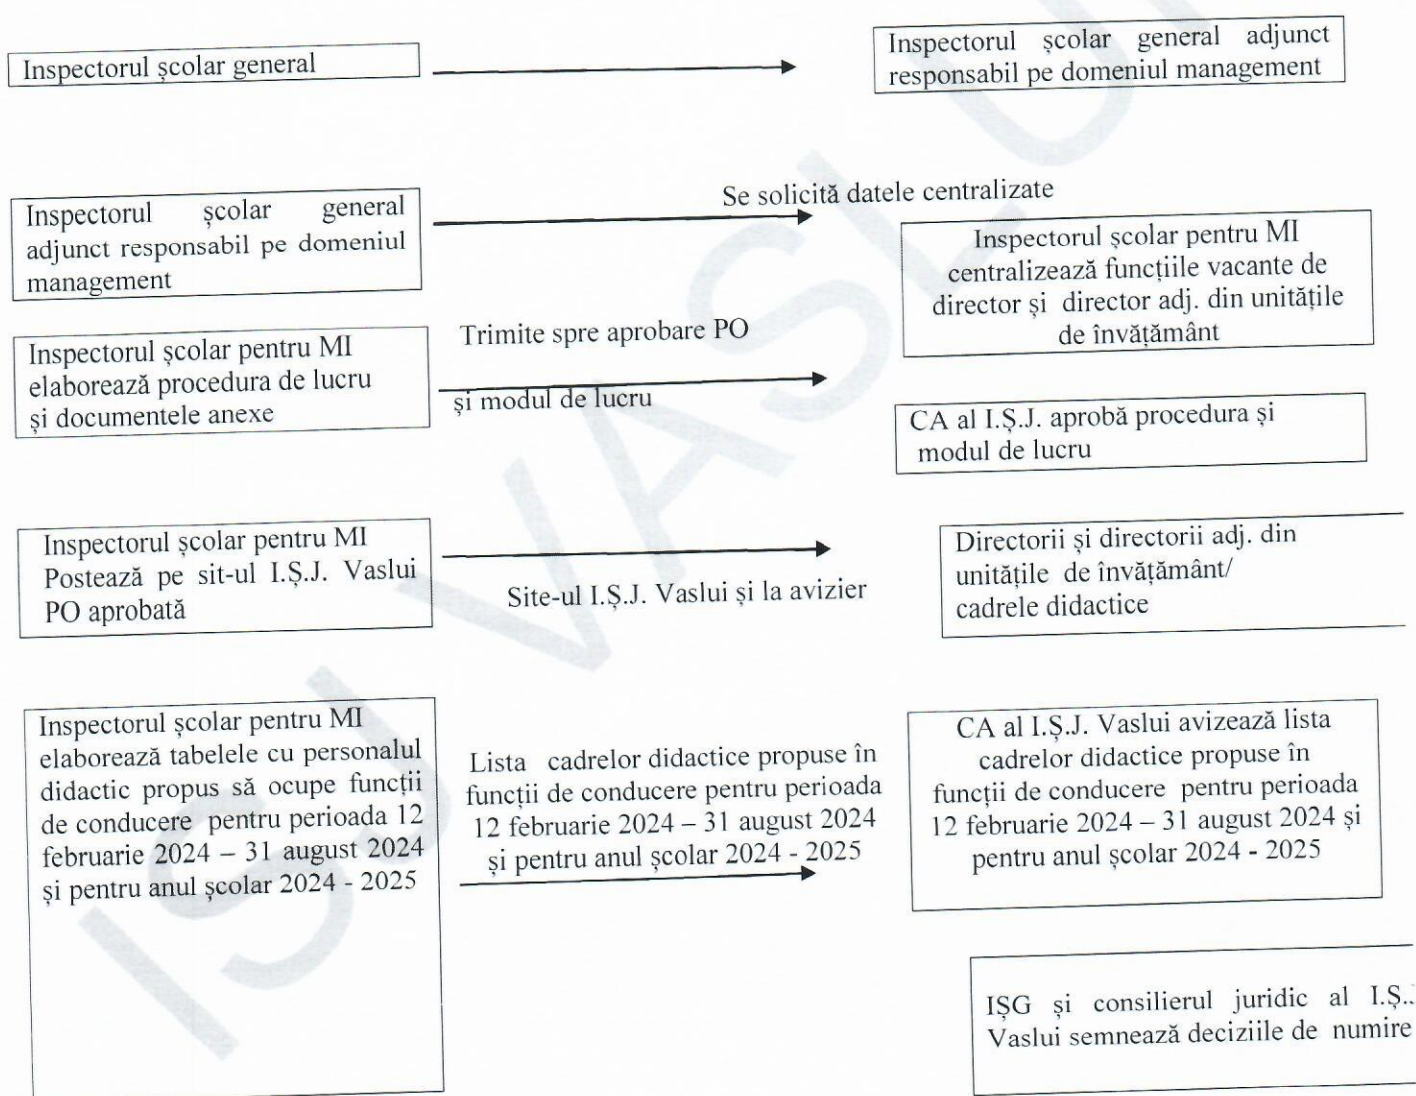 Inspectorul școlar general
Inspectorul școlar general adjunct
responsabil pe domeniul management
Inspectorul școlar general
adjunct responsabil pe domeniul
management
Se solicită datele centralizate
Inspectorul școlar pentru MI
centralizează funcțiile vacante de
director și director adj. din unitățile
de învățământ
Inspectorul școlar pentru MI
elaborează procedura de lucru
și documentele anexe
Trimite spre aprobare PO
și modul de lucru
CA al I.Ș.J. aprobă procedura și
modul de lucru
Inspectorul școlar pentru MI
Postează pe sit-ul I.Ș.J. Vaslui
PO aprobată
Site-ul I.Ș.J. Vaslui și la avizier
Directorii și directorii adj. din
unitățile de învățământ/
cadrele didactice
Inspectorul școlar pentru MI
elaborează tabelele cu personalul
didactic propus să ocupe funcții
de conducere pentru perioada 12
februarie 2024 – 31 august 2024
și pentru anul școlar 2024 - 2025
Lista cadrelor didactice propuse în
funcții de conducere pentru perioada
12 februarie 2024 – 31 august 2024
și pentru anul școlar 2024 - 2025
CA al I.Ș.J. Vaslui avizează lista
cadrelor didactice propuse în
funcții de conducere pentru perioada
12 februarie 2024 – 31 august 2024 și
pentru anul școlar 2024 - 2025
IȘG și consilierul juridic al I.Ș.
Vaslui semnează deciziile de numire
ISJ VASLUI